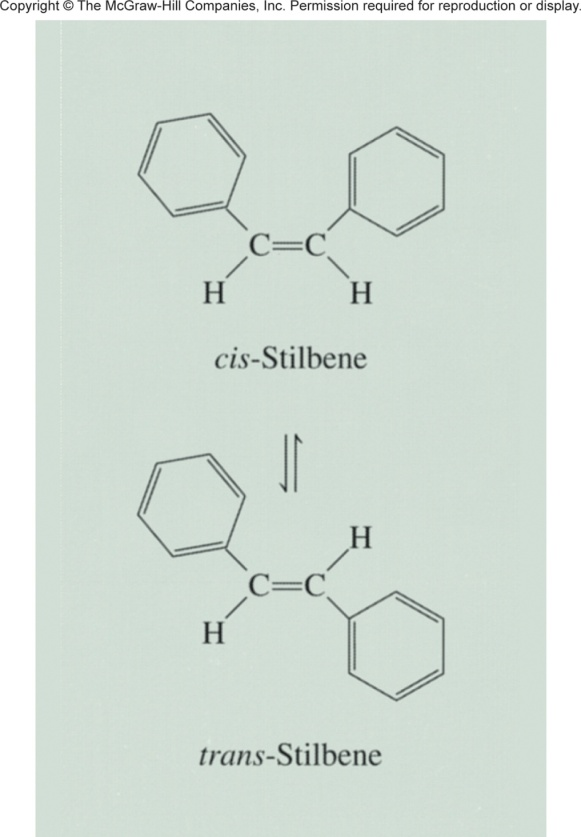 Copyright © The McGraw-Hill Companies, Inc. Permission required for reproduction or display.
C=C
H H
cis-Stilbene
H
C=C
H
trans-Stilbene